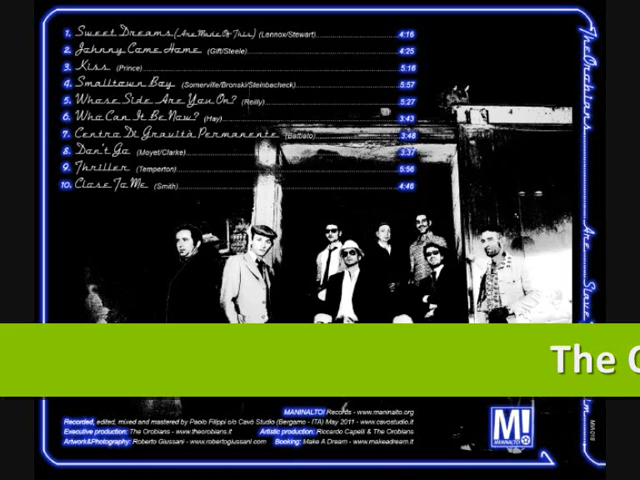 1. Sweet Dreams (Are Made Of This) (Lennox/Stewart) 4:16
2. Johnny Come Home (Gift/Steele) 4:25
3. Kiss (Prince) 5:16
4. Smalltown Boy (Somerville/Bronski/Steinbacheck) 5:57
5. Whose Side Are You On? (Reilly) 5:27
6. Who Can It Be Now? (Hay) 3:43
7. Centro Di Gravità Permanente (Battiato) 3:48
8. Don't Go (Moyet/Clarke) 3:37
9. Thriller (Temperton) 5:56
10. Close To Me (Smith) 4:46
TheOrobians Are Slave
The
MANINALTO! Records - www.maninalto.org
Recorded, edited, mixed and mastered by Paolo Filippi s/o Cavò Studio (Bergamo - ITA) May 2011 - www.cavostudio.it
Executive production: The Orobians - www.theorobians.it Artistic production: Riccardo Capelli & The Orobians
Artwork&Photography: Roberto Giussani - www.robertogiussani.com Booking: Make A Dream - www.makeadream.it
M!
MANINALTO!